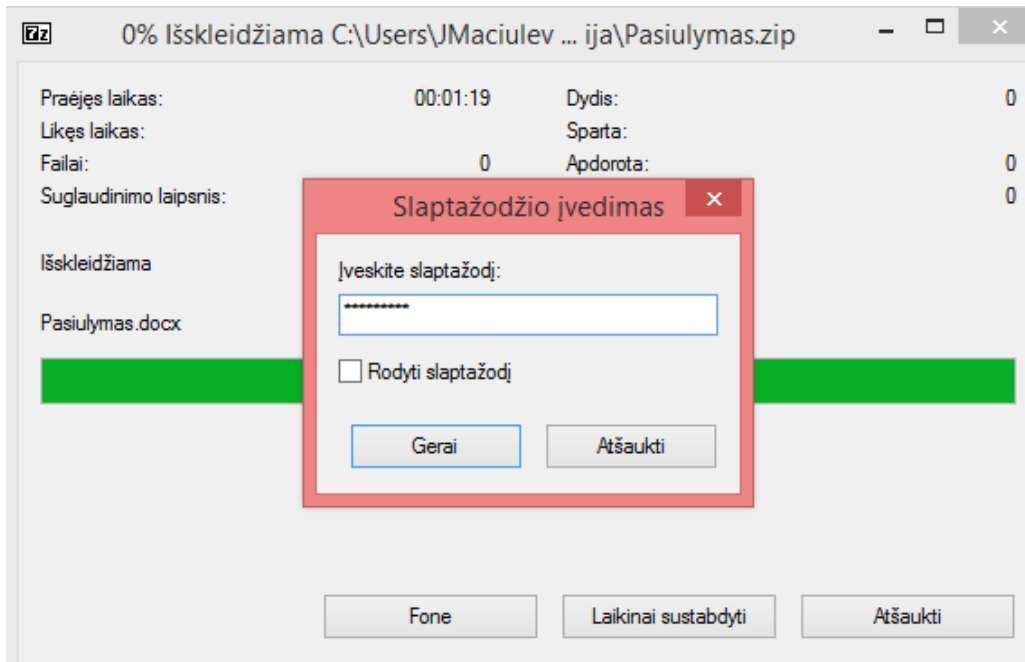 7z 0% Išskleidžiama C:\Users\JMaciulev ... ija\Pasiulymas.zip
Praėjęs laikas: 00:01:19 Dydis: 0
Likęs laikas: Sparta:
Failai: 0 Apdorota: 0
Suglaudinimo laipsnis: 0
Slaptažodžio įvedimas
Išskleidžiama
Įveskite slaptažodį:
*********
Pasiulymas.docx
Rodyti slaptažodį
Gerai Atšaukti
Fone Laikinai sustabdyti Atšaukti